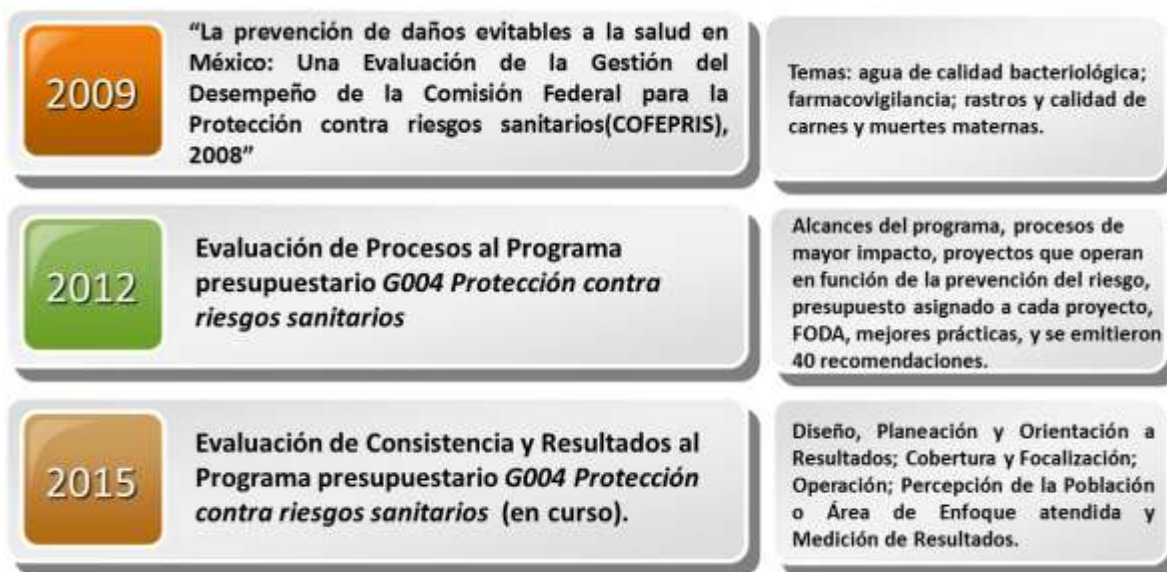 2009
“La prevención de daños evitables a la salud en
México: Una Evaluación de la Gestión del
Desempeño de la Comisión Federal para la
Protección contra riesgos sanitarios(COFEPRIS),
2008”
Temas: agua de calidad bacteriológica;
farmacovigilancia; rastros y calidad de
carnes y muertes maternas.
2012
Evaluación de Procesos al Programa
presupuestario G004 Protección contra
riesgos sanitarios
Alcances del programa, procesos de
mayor impacto, proyectos que operan
en función de la prevención del riesgo,
presupuesto asignado a cada proyecto,
FODA, mejores prácticas, y se emitieron
40 recomendaciones.
2015
Evaluación de Consistencia y Resultados al
Programa presupuestario G004 Protección
contra riesgos sanitarios (en curso).
Diseño, Planeación y Orientación a
Resultados; Cobertura y Focalización;
Operación; Percepción de la Población
o Área de Enfoque atendida y
Medición de Resultados.